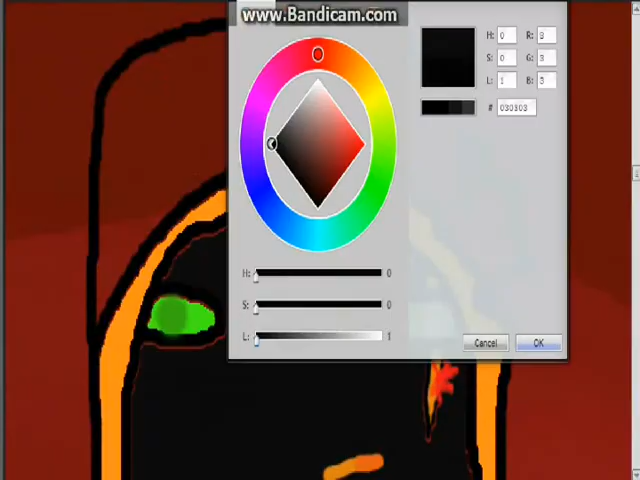 www.Bandicam.com
H: 0 R: 3
S: 0 G: 3
L: 1 B: 3
# 030303
H: 0
S: 0
L: 1
Cancel OK